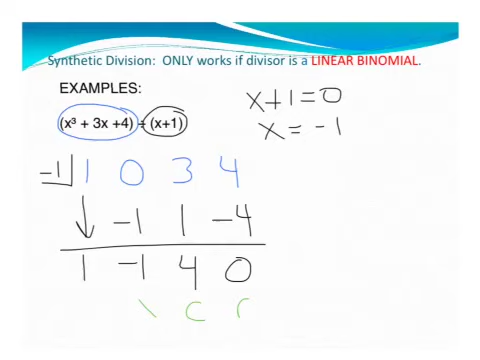 Synthetic Division: ONLY works if divisor is a LINEAR BINOMIAL.
EXAMPLES:
(x³ + 3x +4) ÷ (x+1)
x+1=0
x = -1
-1 1 0 3 4
↓ -1 1 -4
1 -1 4 0
\ C